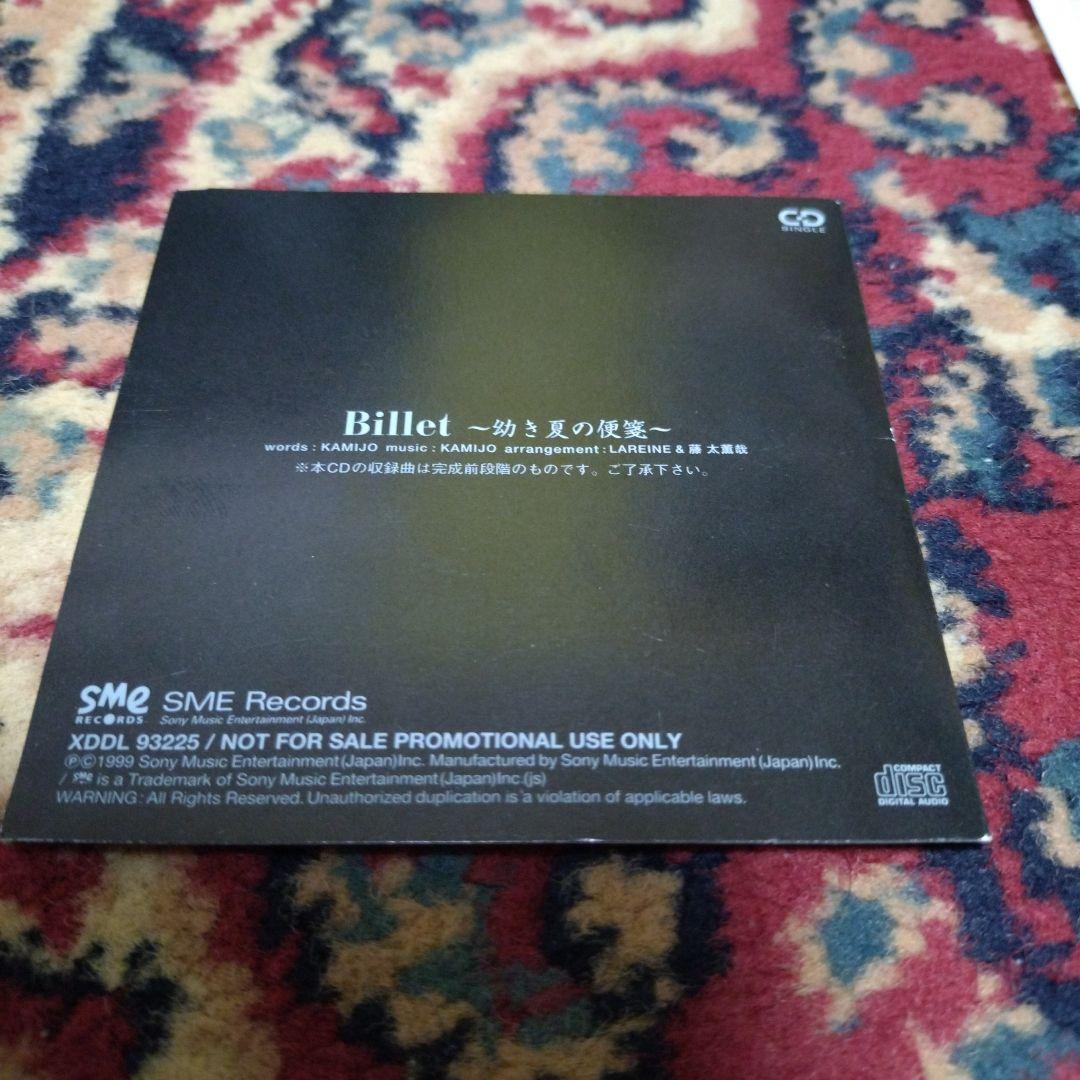 CD
SINGLE
Billet ～幼き夏の便箋～
words : KAMIJO music : KAMIJO arrangement : LAREINE & 藤 太薫哉
※本CDの収録曲は完成前段階のものです。ご了承下さい。
SMe RECORDS SME Records
Sony Music Entertainment (Japan) Inc.
XDDL 93225 / NOT FOR SALE PROMOTIONAL USE ONLY
ⓅⒸ1999 Sony Music Entertainment (Japan) Inc. Manufactured by Sony Music Entertainment (Japan) Inc.
/ SMe is a Trademark of Sony Music Entertainment (Japan) Inc. (js)
WARNING : All Rights Reserved. Unauthorized duplication is a violation of applicable laws.
COMPACT
disc
DIGITAL AUDIO